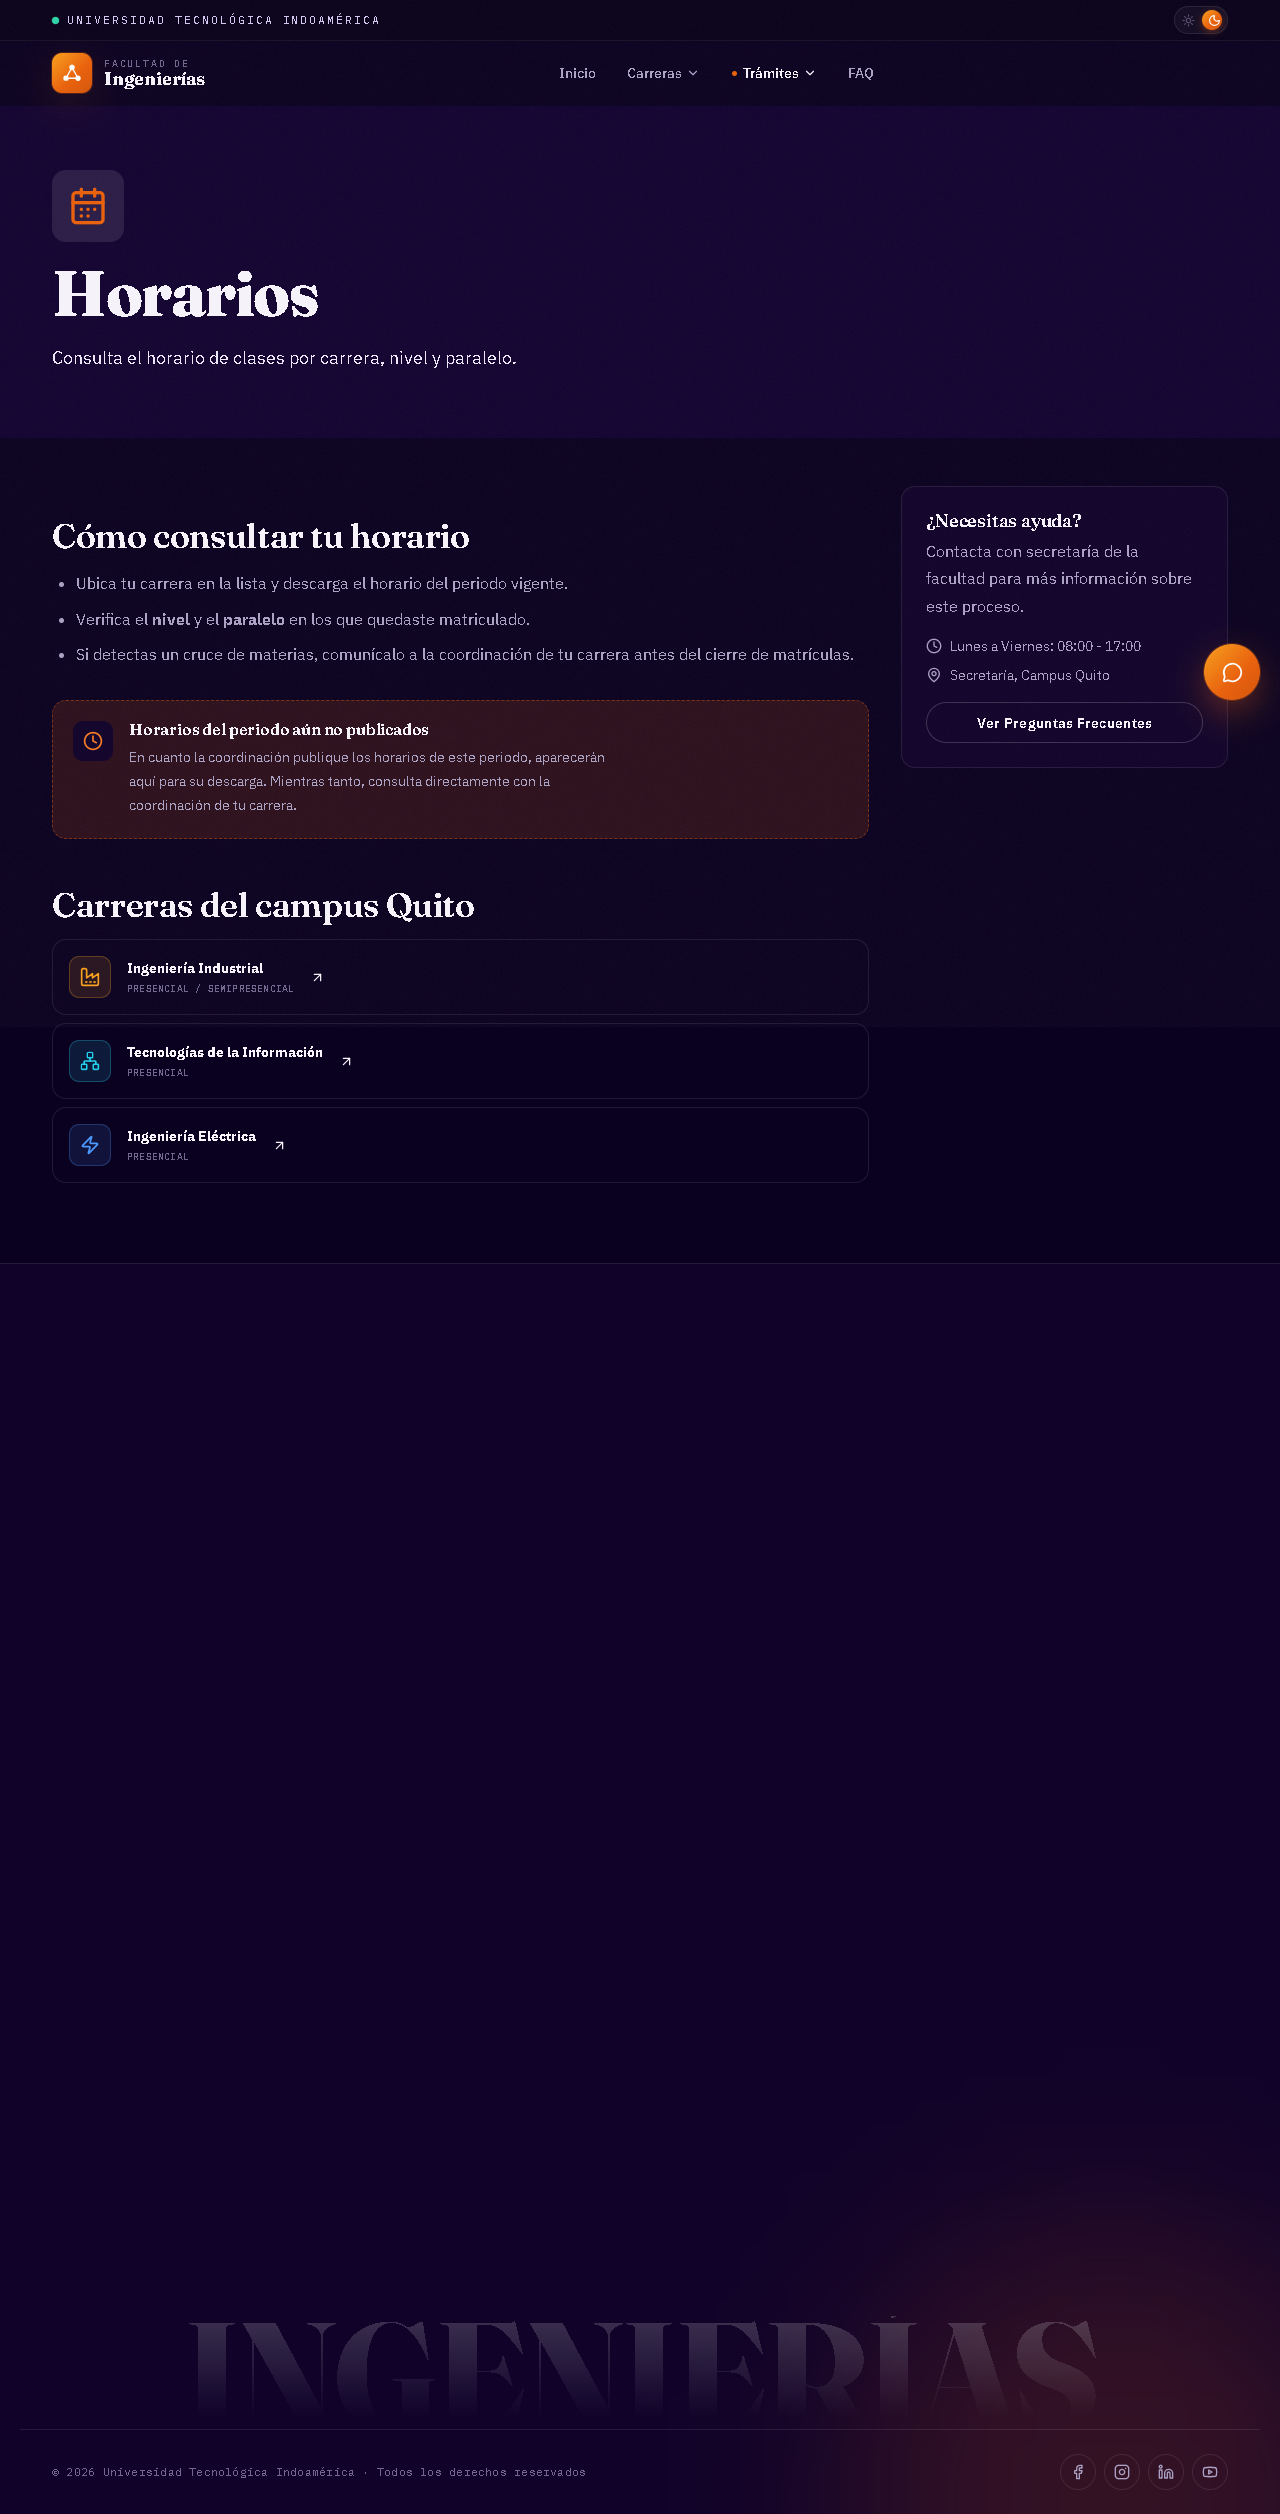 UNIVERSIDAD TECNOLÓGICA INDOAMÉRICA
FACULTAD DE
Ingenierías
Inicio
Carreras
Trámites
FAQ
Horarios
Consulta el horario de clases por carrera, nivel y paralelo.
Cómo consultar tu horario
• Ubica tu carrera en la lista y descarga el horario del periodo vigente.
• Verifica el nivel y el paralelo en los que quedaste matriculado.
• Si detectas un cruce de materias, comunícalo a la coordinación de tu carrera antes del cierre de matrículas.
Horarios del periodo aún no publicados
En cuanto la coordinación publique los horarios de este periodo, aparecerán
aquí para su descarga. Mientras tanto, consulta directamente con la
coordinación de tu carrera.
Carreras del campus Quito
Ingeniería Industrial
PRESENCIAL / SEMIPRESENCIAL
Tecnologías de la Información
PRESENCIAL
Ingeniería Eléctrica
PRESENCIAL
¿Necesitas ayuda?
Contacta con secretaría de la
facultad para más información sobre
este proceso.
Lunes a Viernes: 08:00 - 17:00
Secretaría, Campus Quito
Ver Preguntas Frecuentes
INGENIERÍAS
© 2026 Universidad Tecnológica Indoamérica · Todos los derechos reservados